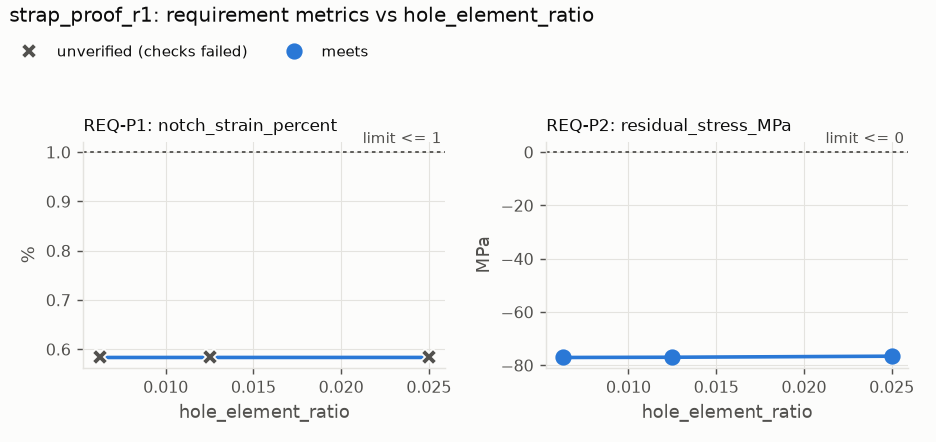 strap_proof_r1: requirement metrics vs hole_element_ratio
unverified (checks failed)
meets
REQ-P1: notch_strain_percent
limit <= 1
1.0
0.9
0.8
0.7
0.6
%
0.010
0.015
0.020
0.025
hole_element_ratio
REQ-P2: residual_stress_MPa
limit <= 0
0
−20
−40
−60
−80
MPa
0.010
0.015
0.020
0.025
hole_element_ratio